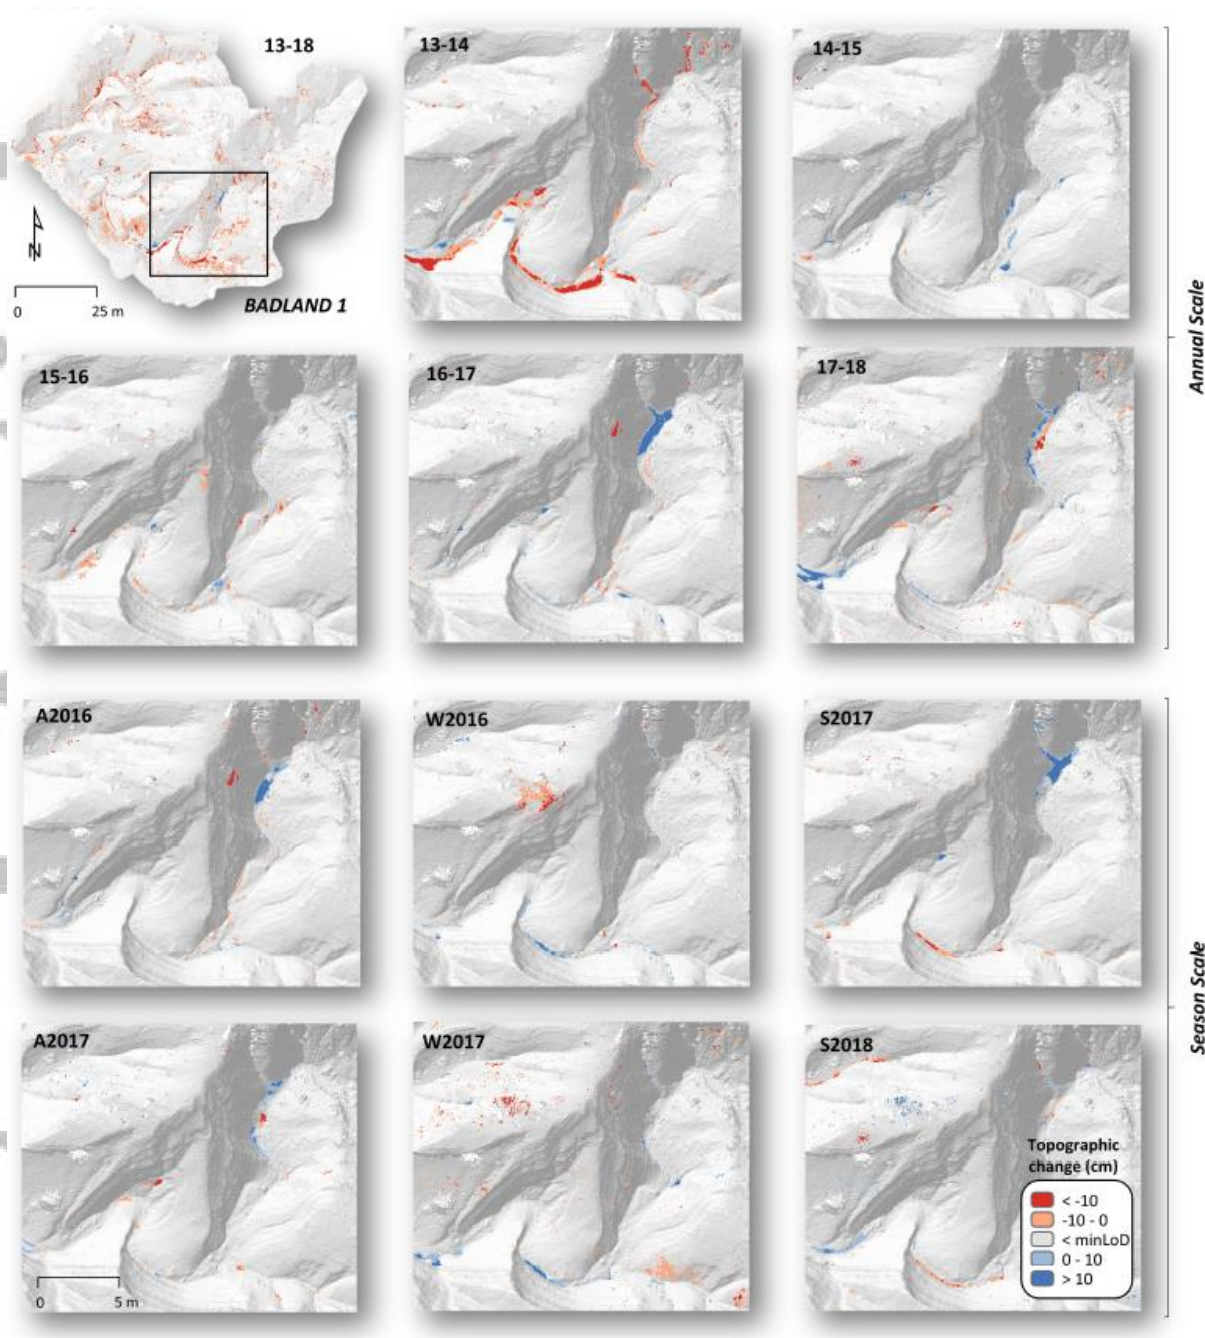 13-18
N
0 25 m
BADLAND 1
13-14
14-15
Annual Scale
15-16
16-17
17-18
A2016
W2016
S2017
Season Scale
A2017
0 5 m
W2017
S2018
Topographic
change (cm)
< -10
-10 - 0
< minLoD
0 - 10
> 10